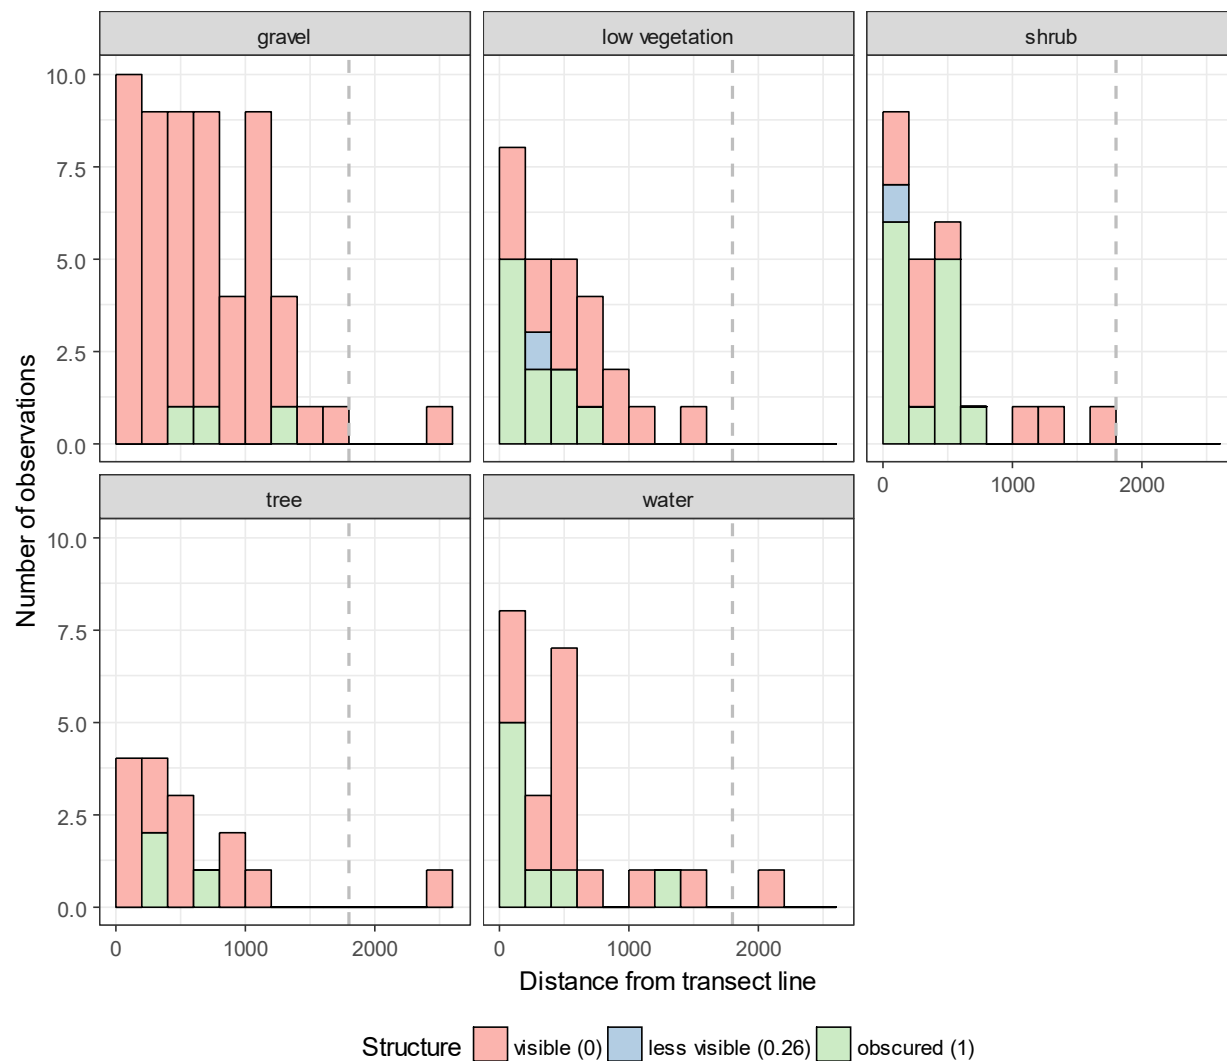 gravel low vegetation shrub
10.0
7.5
5.0
2.5
0.0
0 1000 2000
tree water
10.0
7.5
5.0
2.5
0.0
0 1000 2000 0 1000 2000
Number of observations
Distance from transect line
Structure visible (0) less visible (0.26) obscured (1)